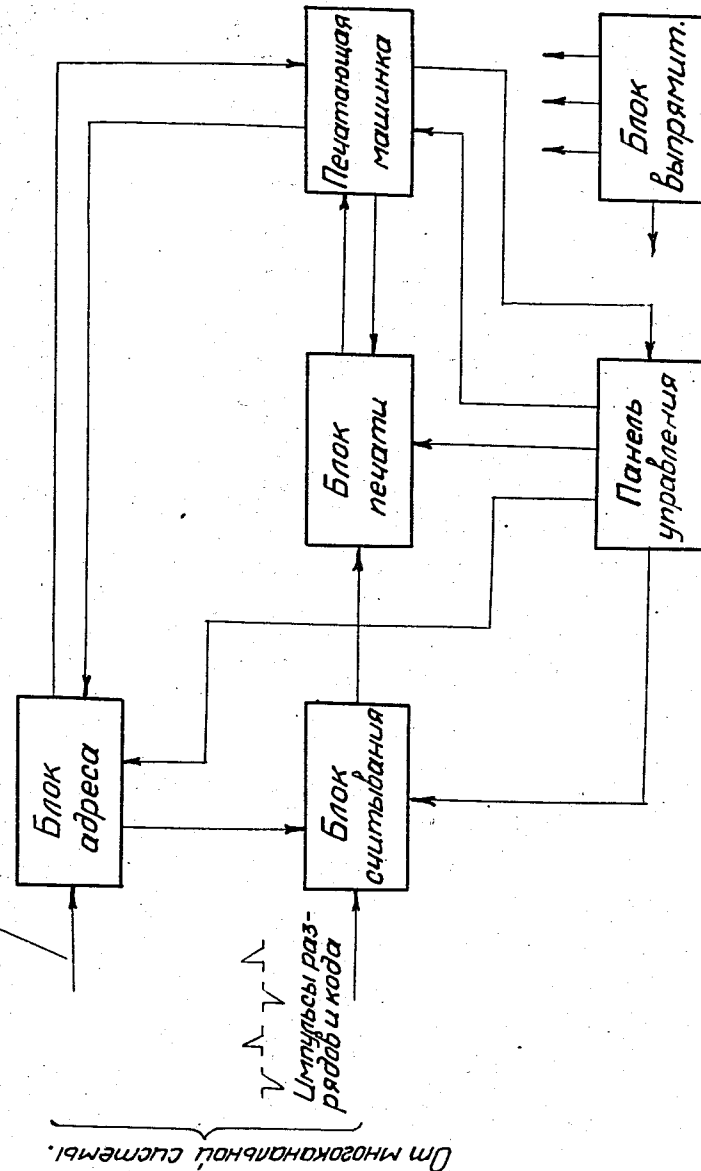 От многоканальной системы.
Импульсы раз-
рядов и кода
Блок
адреса
Блок
считывания
Блок
печати
Печатающая
машинка
Панель
управления
Блок
выпрямит.